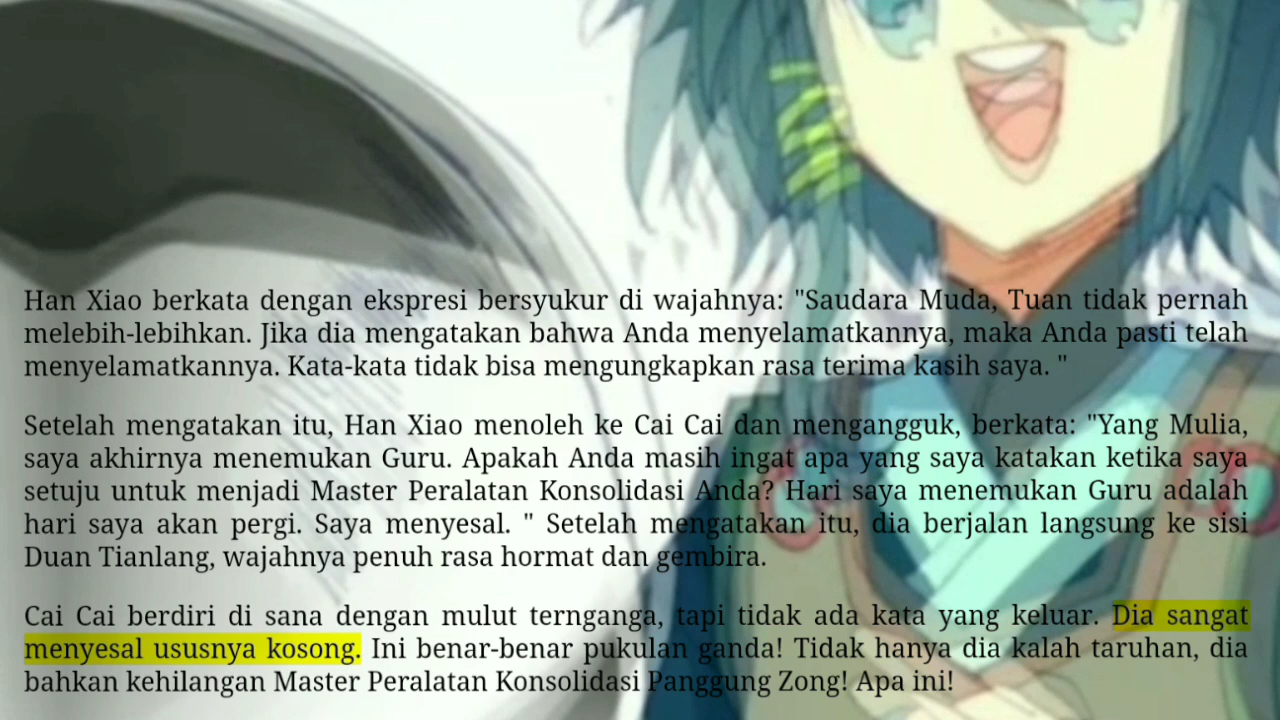 Han Xiao berkata dengan ekspresi bersyukur di wajahnya: "Saudara Muda, Tuan tidak pernah
melebih-lebihkan. Jika dia mengatakan bahwa Anda menyelamatkannya, maka Anda pasti telah
menyelamatkannya. Kata-kata tidak bisa mengungkapkan rasa terima kasih saya. "
Setelah mengatakan itu, Han Xiao menoleh ke Cai Cai dan mengangguk, berkata: "Yang Mulia,
saya akhirnya menemukan Guru. Apakah Anda masih ingat apa yang saya katakan ketika saya
setuju untuk menjadi Master Peralatan Konsolidasi Anda? Hari saya menemukan Guru adalah
hari saya akan pergi. Saya menyesal. " Setelah mengatakan itu, dia berjalan langsung ke sisi
Duan Tianlang, wajahnya penuh rasa hormat dan gembira.
Cai Cai berdiri di sana dengan mulut ternganga, tapi tidak ada kata yang keluar. Dia sangat
menyesal ususnya kosong. Ini benar-benar pukulan ganda! Tidak hanya dia kalah taruhan, dia
bahkan kehilangan Master Peralatan Konsolidasi Panggung Zong! Apa ini!